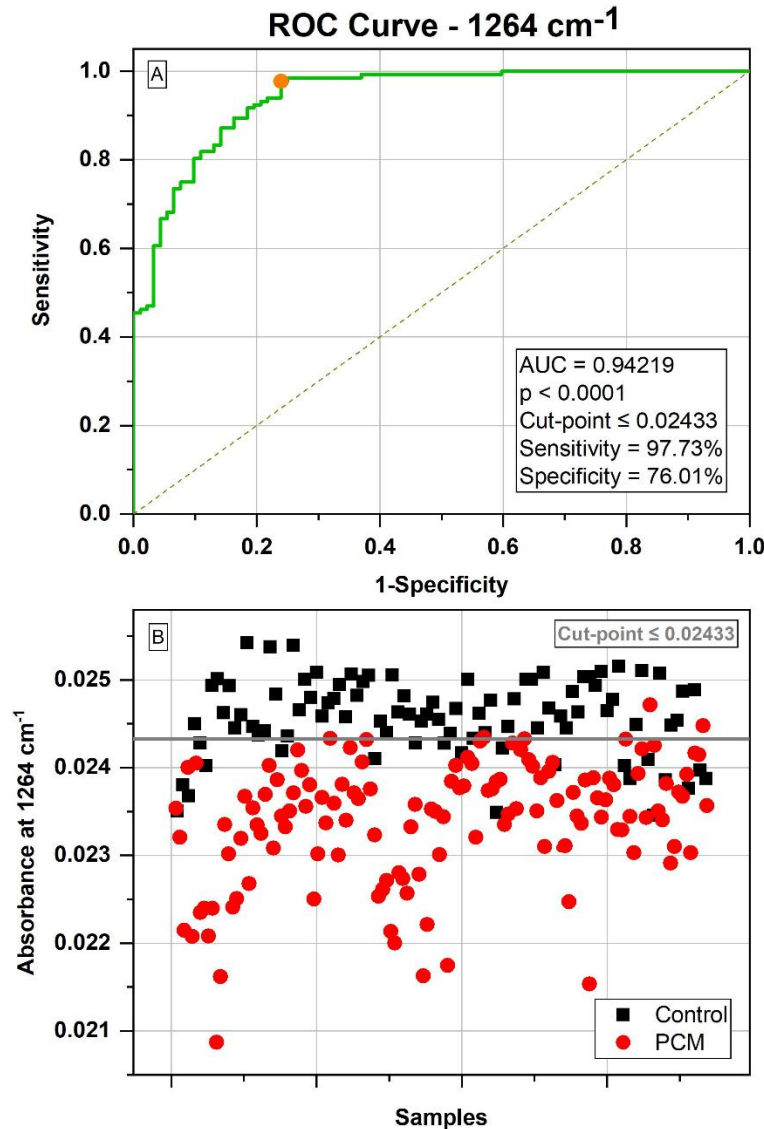 ROC Curve - 1264 cm-1
A
1.0
0.8
0.6
0.4
0.2
0.0
Sensitivity
AUC = 0.94219
p < 0.0001
Cut-point ≤ 0.02433
Sensitivity = 97.73%
Specificity = 76.01%
0.0 0.2 0.4 0.6 0.8 1.0
1-Specificity
B
Cut-point ≤ 0.02433
0.025
0.024
0.023
0.022
0.021
Absorbance at 1264 cm-1
Control
PCM
Samples